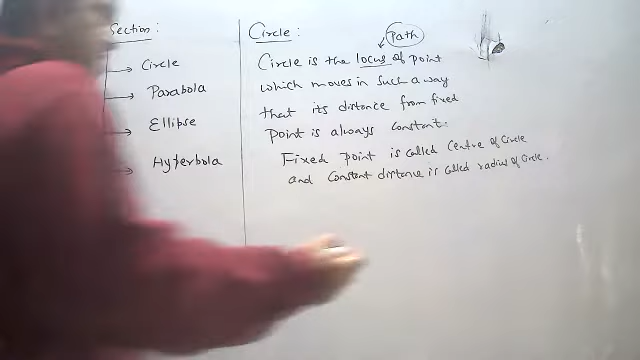 Section:
→ Circle
→ Parabola
→ Ellipse
→ Hyperbola
Circle:
Path
Circle is the locus of point
which moves in such a way
that its distance from fixed
point is always constant.
Fixed point is called Centre of Circle
and Constant distance is called radius of Circle.